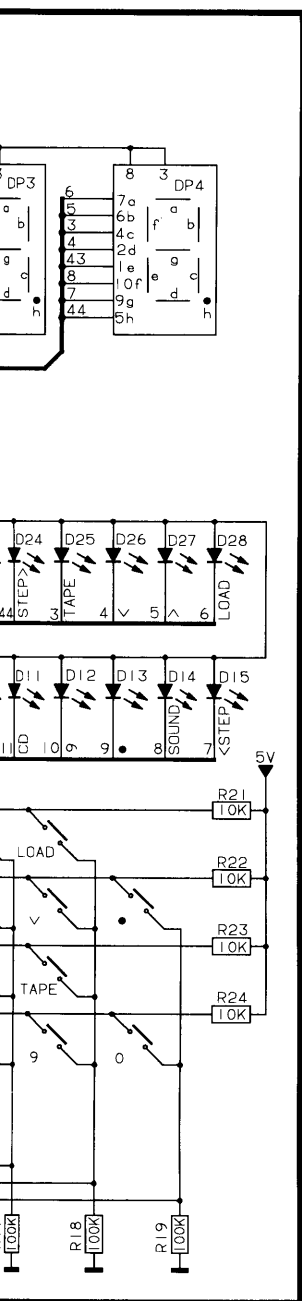 8 3
DP3 DP4
6 7a
5 6b
3 4c
4 2d
43 1e
8 10f
7 9g
44 5h
a b g c d h
a f b g e c d h
D24 D25 D26 D27 D28
STEP> TAPE LOAD
44 3 4 V 5 Λ 6
D11 D12 D13 D14 D15
CD 9 SOUND <STEP
11 10 9 ● 8 7
5V
R21
10K
LOAD
R22
10K
V ●
R23
10K
TAPE
R24
10K
9 0
100K
R18
100K
R19
100K